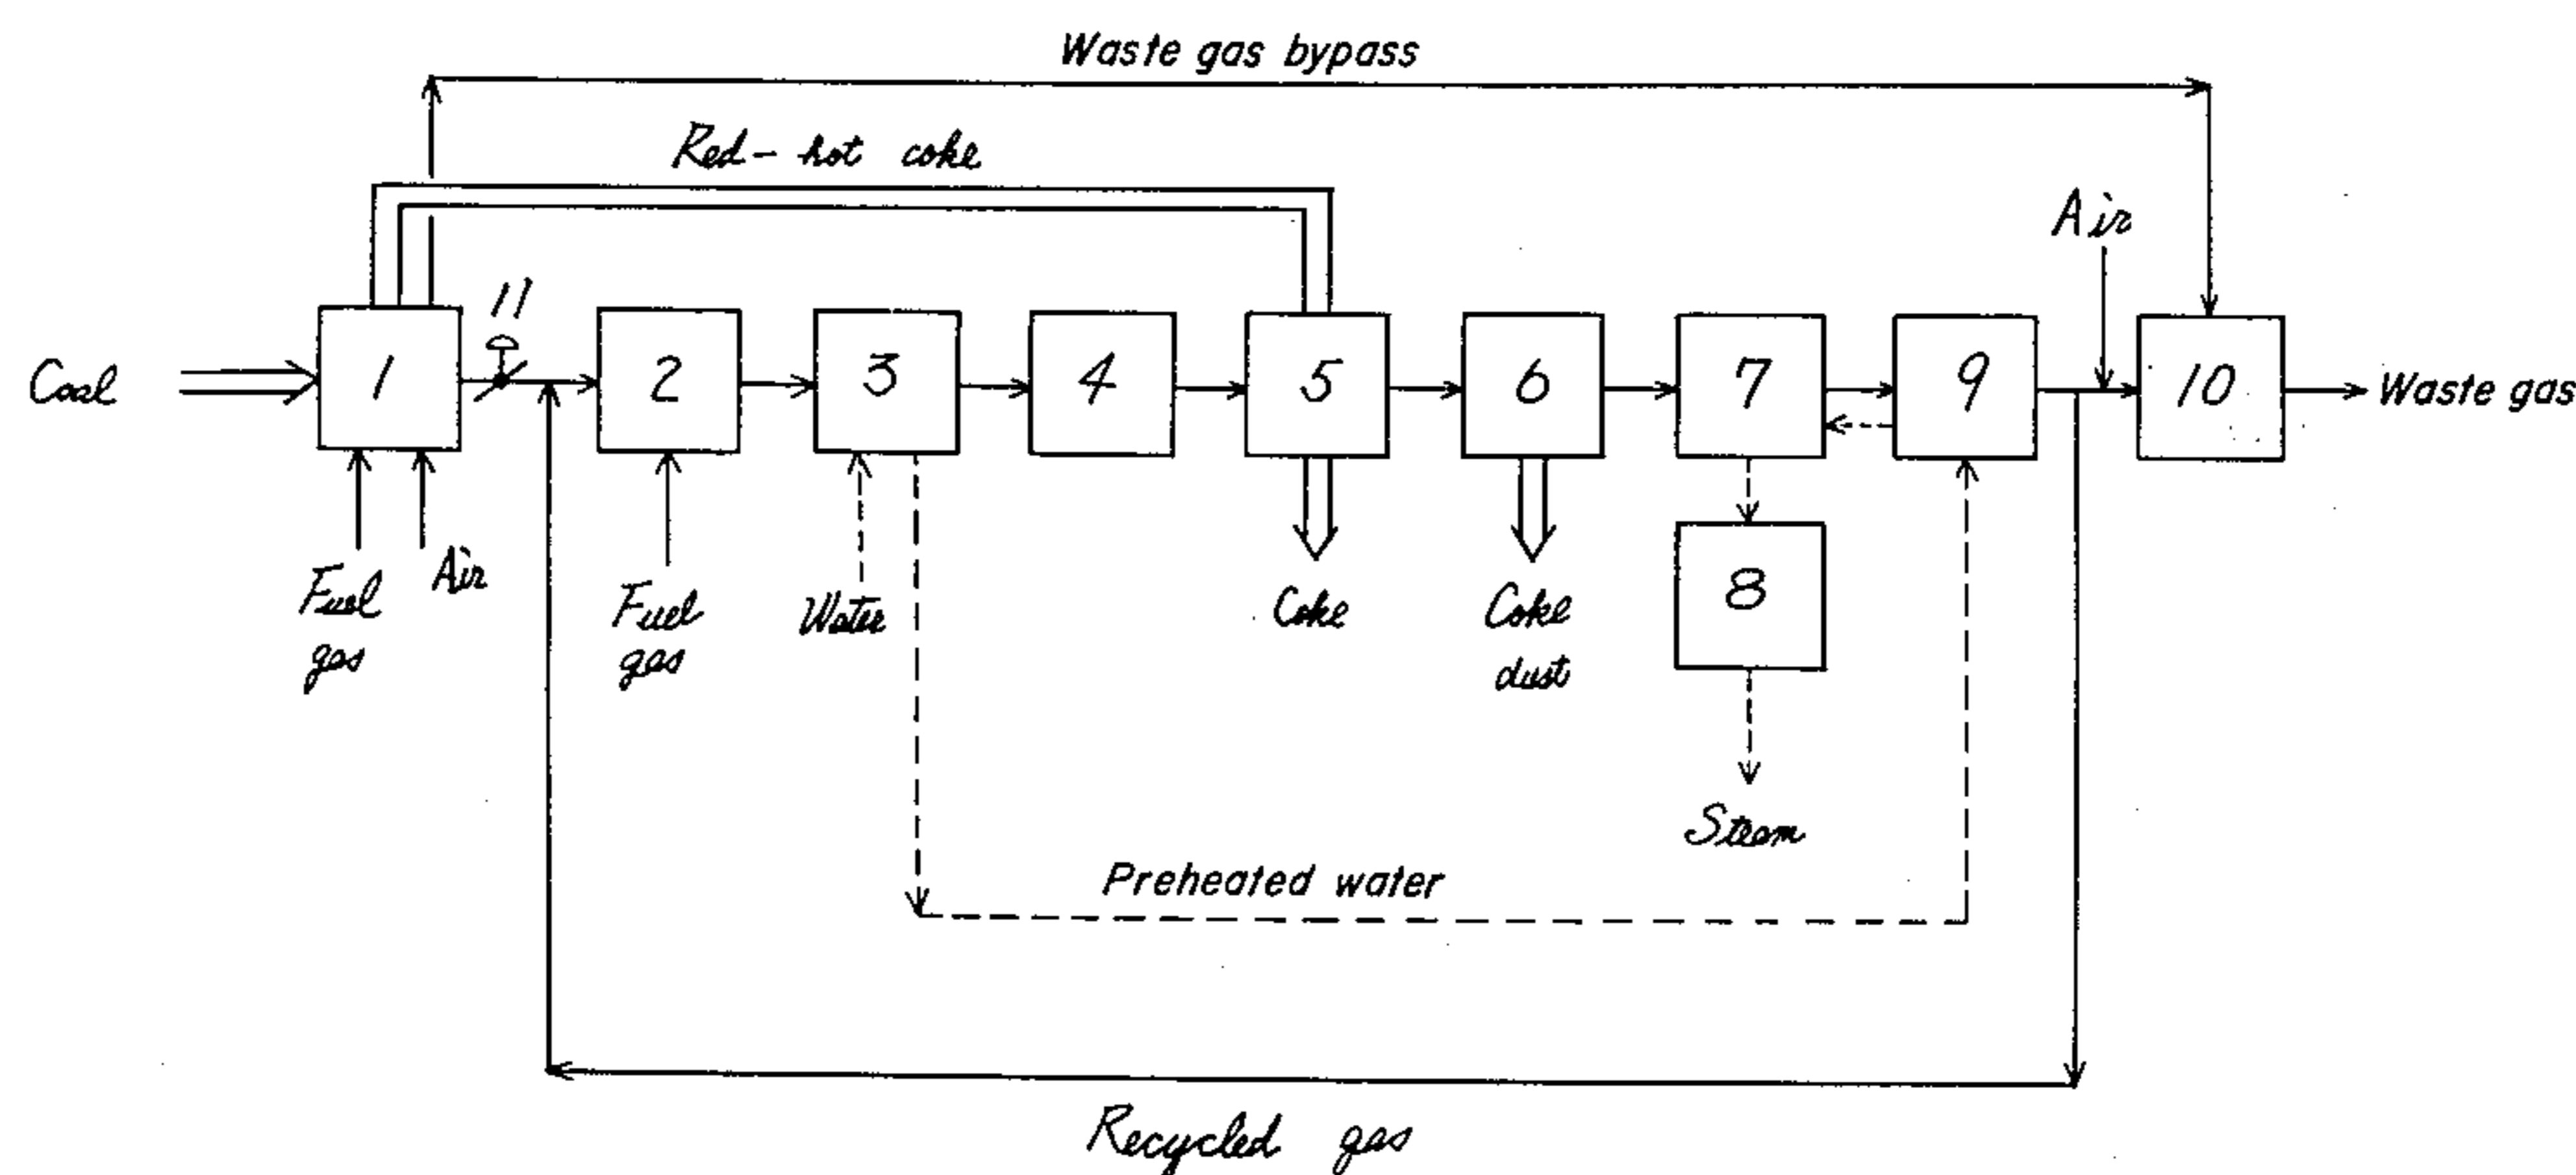 Waste gas bypass
Red-hot coke
Air
11
Coal
1
2
3
4
5
6
7
9
10
Waste gas
Fuel
gas
Air
Fuel
gas
Water
Coke
Coke
dust
8
Steam
Preheated water
Recycled gas